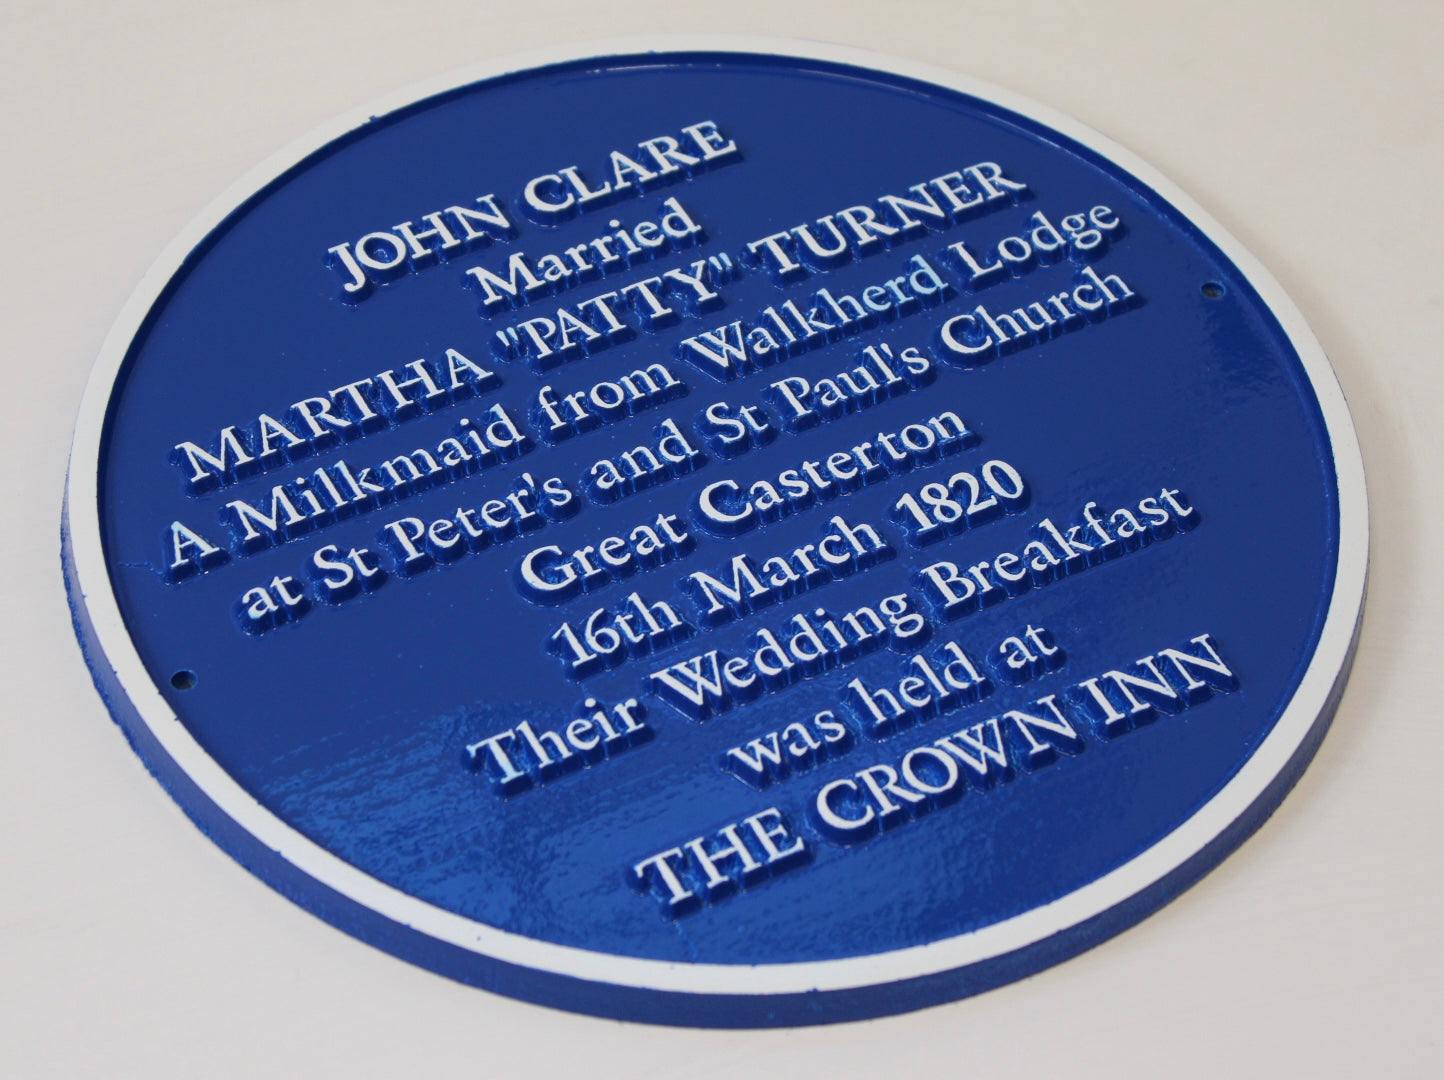 JOHN CLARE
Married
MARTHA "PATTY" TURNER
A Milkmaid from Walkherd Lodge
at St Peter's and St Paul's Church
Great Casterton
16th March 1820
Their Wedding Breakfast
was held at
THE CROWN INN